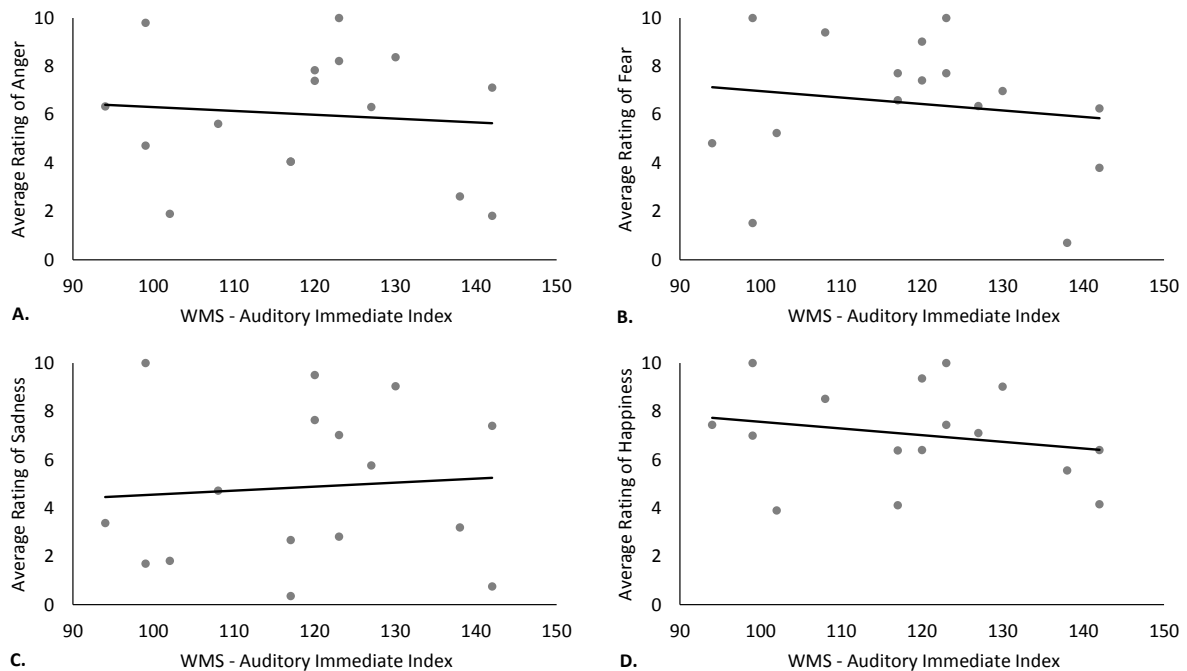 Average Rating of Anger
10
8
6
4
2
0
90 100 110 120 130 140 150
WMS - Auditory Immediate Index
A.
Average Rating of Fear
10
8
6
4
2
0
90 100 110 120 130 140 150
WMS - Auditory Immediate Index
B.
Average Rating of Sadness
10
8
6
4
2
0
90 100 110 120 130 140 150
WMS - Auditory Immediate Index
C.
Average Rating of Happiness
10
8
6
4
2
0
90 100 110 120 130 140 150
WMS - Auditory Immediate Index
D.